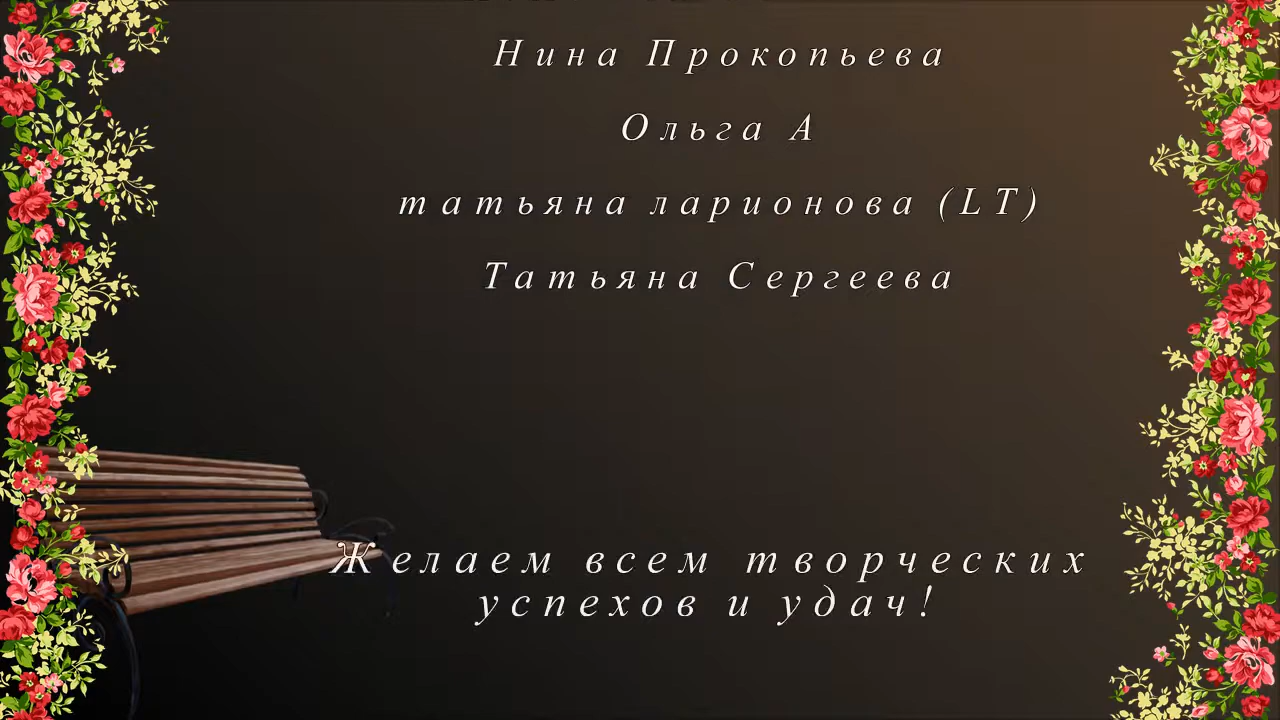 Нина Прокопьева
Ольга А
татьяна ларионова (LT)
Татьяна Сергеева
Желаем всем творческих
успехов и удач!